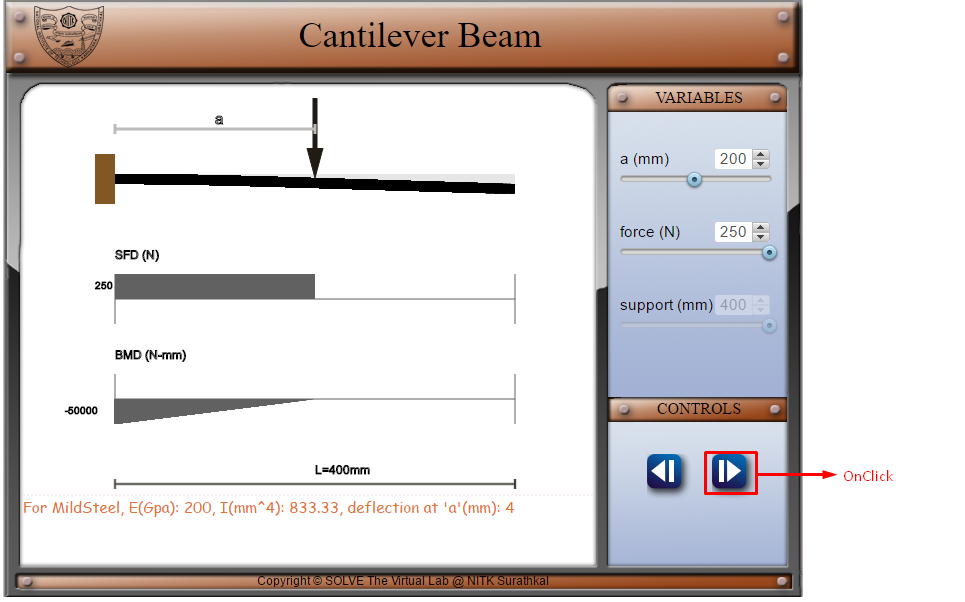 Cantilever Beam
a
SFD (N)
250
BMD (N-mm)
-50000
L=400mm
For MildSteel, E(Gpa): 200, I(mm^4): 833.33, deflection at 'a'(mm): 4
VARIABLES
a (mm) 200
force (N) 250
support (mm) 400
CONTROLS
OnClick
Copyright © SOLVE The Virtual Lab @ NITK Surathkal